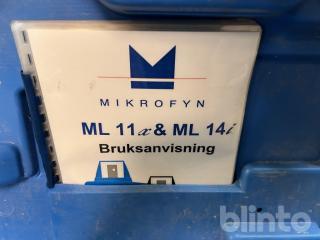 MIKROFYN
ML 11x & ML 14i
Bruksanvisning
blinto